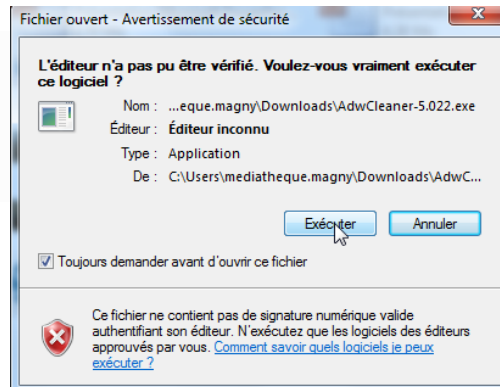 Fichier ouvert - Avertissement de sécurité
L'éditeur n'a pas pu être vérifié. Voulez-vous vraiment exécuter
ce logiciel ?
Nom : ...eque.magny\Downloads\AdwCleaner-5.022.exe
Éditeur : Éditeur inconnu
Type : Application
De : C:\Users\mediatheque.magny\Downloads\AdwC...
Exécuter Annuler
Toujours demander avant d'ouvrir ce fichier
Ce fichier ne contient pas de signature numérique valide
authentifiant son éditeur. N'exécutez que les logiciels des éditeurs
approuvés par vous. Comment savoir quels logiciels je peux
exécuter ?